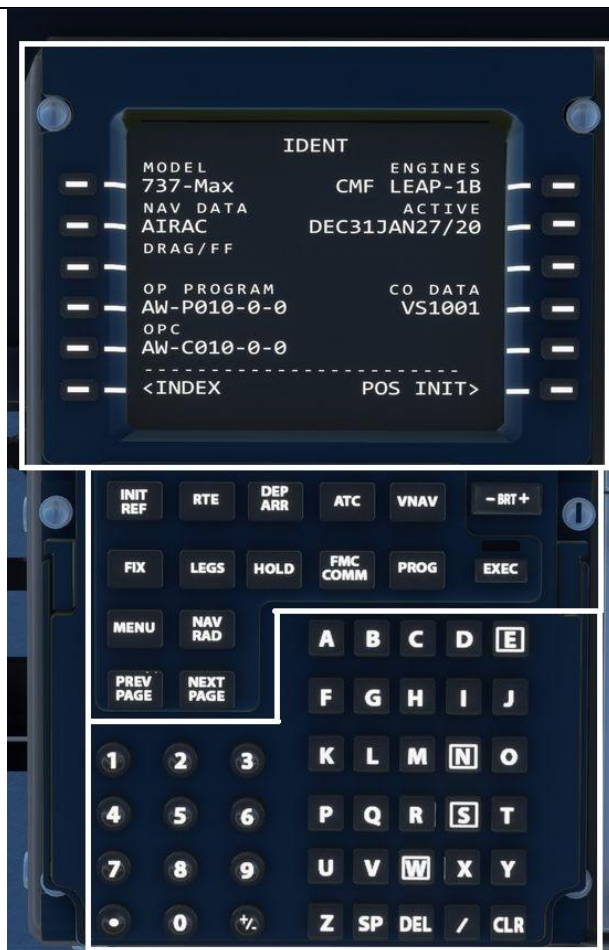 IDENT
MODEL ENGINES
737-Max CMF LEAP-1B
NAV DATA ACTIVE
AIRAC DEC31JAN27/20
DRAG/FF
OP PROGRAM CO DATA
AW-P010-0-0 VS1001
OPC
AW-C010-0-0
------------------------
<INDEX POS INIT>
INIT REF RTE DEP ARR ATC VNAV - BRT +
FIX LEGS HOLD FMC COMM PROG EXEC
MENU NAV RAD
PREV PAGE NEXT PAGE
A B C D E
F G H I J
1 2 3 K L M N O
4 5 6 P Q R S T
7 8 9 U V W X Y
• 0 +/- Z SP DEL / CLR